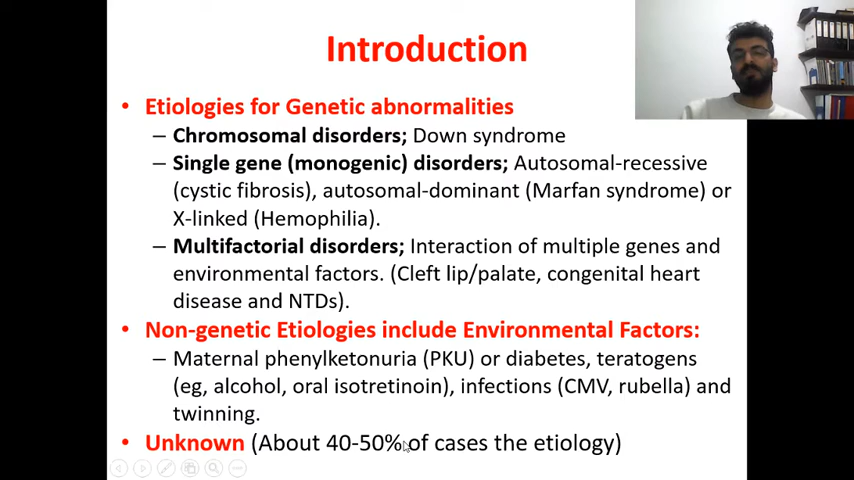 Introduction
• Etiologies for Genetic abnormalities
– Chromosomal disorders; Down syndrome
– Single gene (monogenic) disorders; Autosomal-recessive
(cystic fibrosis), autosomal-dominant (Marfan syndrome) or
X-linked (Hemophilia).
– Multifactorial disorders; Interaction of multiple genes and
environmental factors. (Cleft lip/palate, congenital heart
disease and NTDs).
• Non-genetic Etiologies include Environmental Factors:
– Maternal phenylketonuria (PKU) or diabetes, teratogens
(eg, alcohol, oral isotretinoin), infections (CMV, rubella) and
twinning.
• Unknown (About 40-50% of cases the etiology)